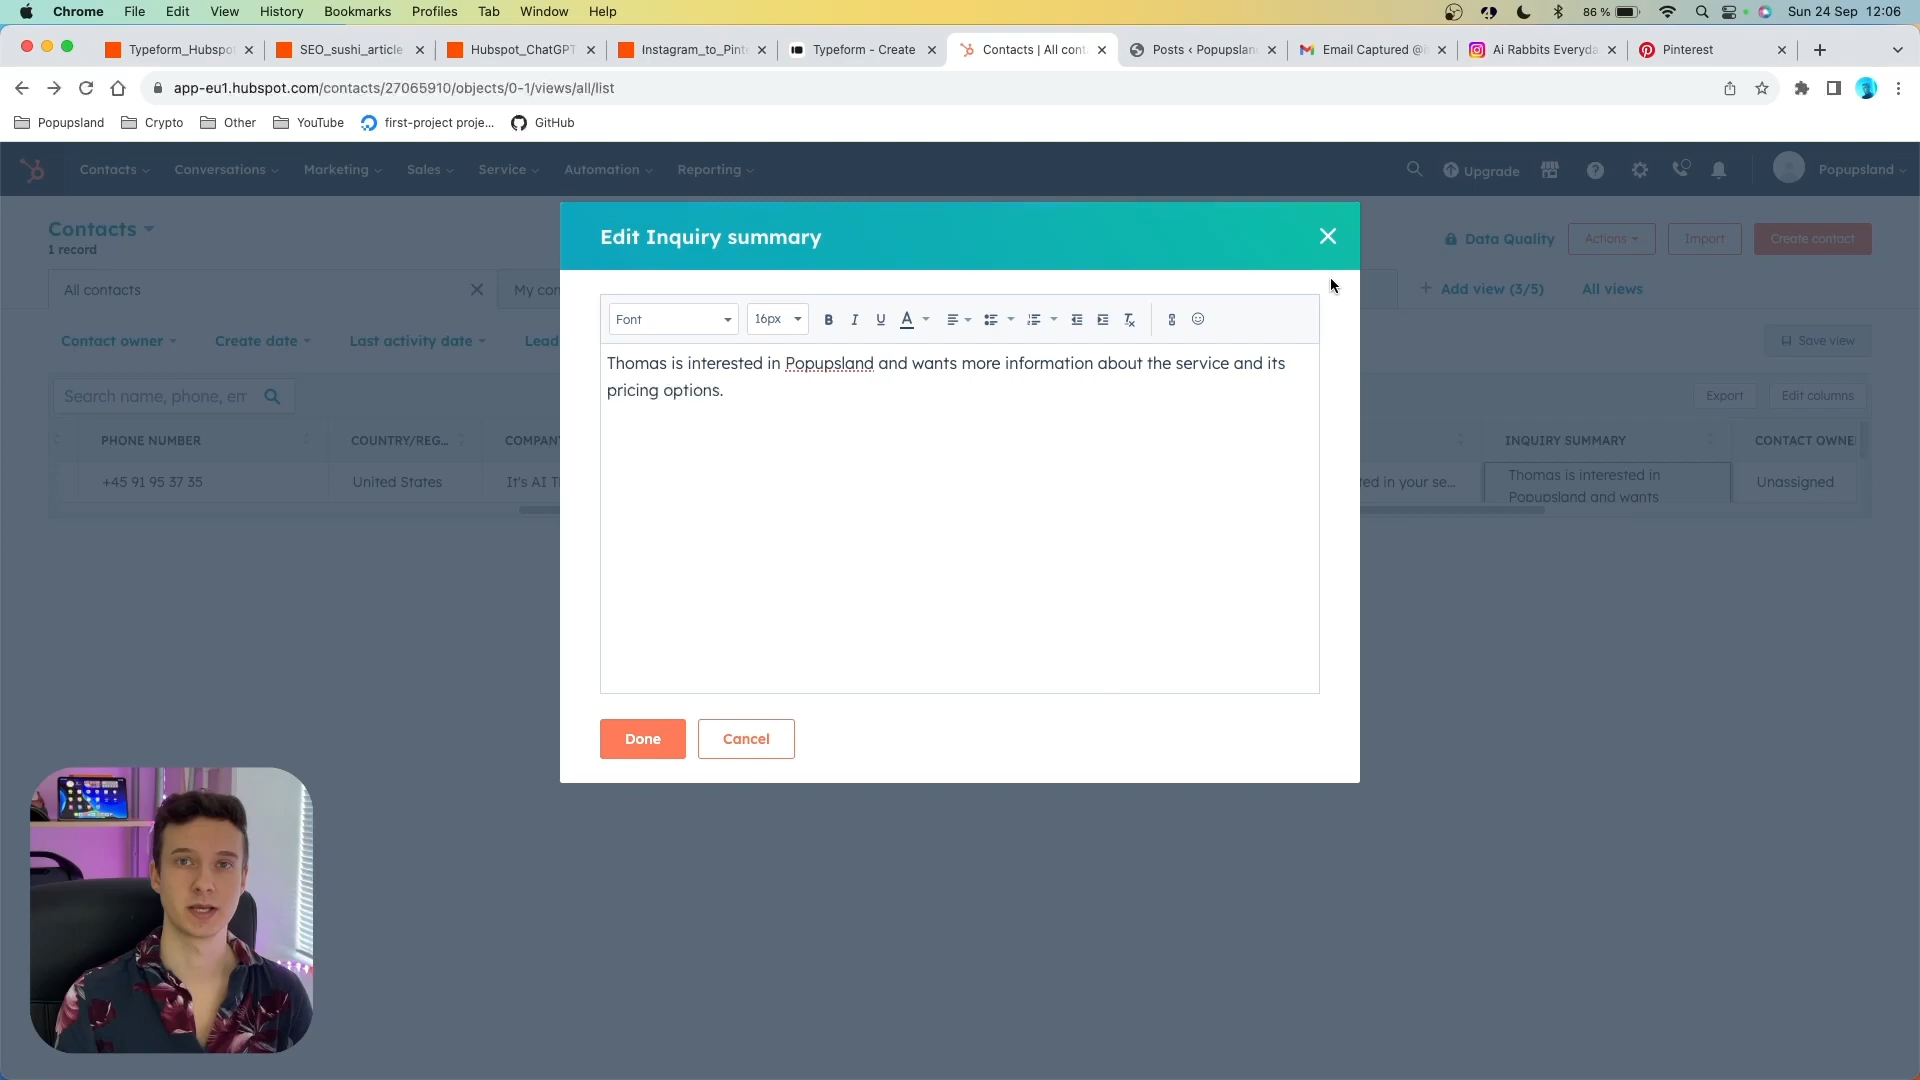 Chrome File Edit View History Bookmarks Profiles Tab Window Help 86 % Sun 24 Sep 12:06
Typeform_Hubspot SEO_sushi_article Hubspot_ChatGPT Instagram_to_Pint Typeform - Create Contacts | All cont Posts ‹ Popupslan Email Captured @i Ai Rabbits Everyda Pinterest
app-eu1.hubspot.com/contacts/27065910/objects/0-1/views/all/list
Popupsland Crypto Other YouTube first-project proje... GitHub
Contacts Conversations Marketing Sales Service Automation Reporting Upgrade Popupsland
Contacts
1 record
Data Quality Actions Import Create contact
All contacts My con Add view (3/5) All views
Contact owner Create date Last activity date Lead Save view
Search name, phone, em Export Edit columns
PHONE NUMBER COUNTRY/REG... COMPAN INQUIRY SUMMARY CONTACT OWNE
+45 91 95 37 35 United States It's AI T ted in your se... Thomas is interested in Unassigned
Popupsland and wants
Edit Inquiry summary
Font 16px B I U A
Thomas is interested in Popupsland and wants more information about the service and its
pricing options.
Done Cancel